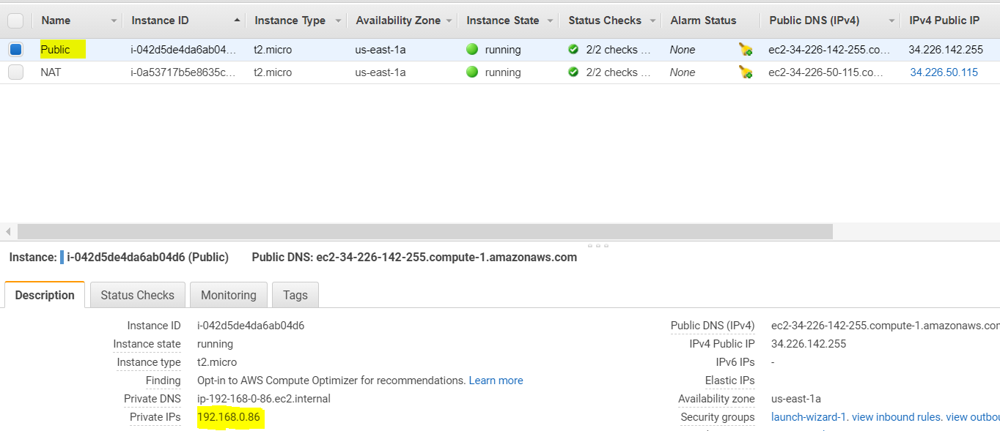 Name Instance ID Instance Type Availability Zone Instance State Status Checks Alarm Status Public DNS (IPv4) IPv4 Public IP
Public i-042d5de4da6ab04... t2.micro us-east-1a running 2/2 checks ... None ec2-34-226-142-255.co... 34.226.142.255
NAT i-0a53717b5e8635c... t2.micro us-east-1a running 2/2 checks ... None ec2-34-226-50-115.co... 34.226.50.115
Instance: i-042d5de4da6ab04d6 (Public) Public DNS: ec2-34-226-142-255.compute-1.amazonaws.com
Description Status Checks Monitoring Tags
Instance ID i-042d5de4da6ab04d6 Public DNS (IPv4) ec2-34-226-142-255.compute-1.amazonaws.com
Instance state running IPv4 Public IP 34.226.142.255
Instance type t2.micro IPv6 IPs -
Finding Opt-in to AWS Compute Optimizer for recommendations. Learn more Elastic IPs
Private DNS ip-192-168-0-86.ec2.internal Availability zone us-east-1a
Private IPs 192.168.0.86 Security groups launch-wizard-1. view inbound rules. view outbou